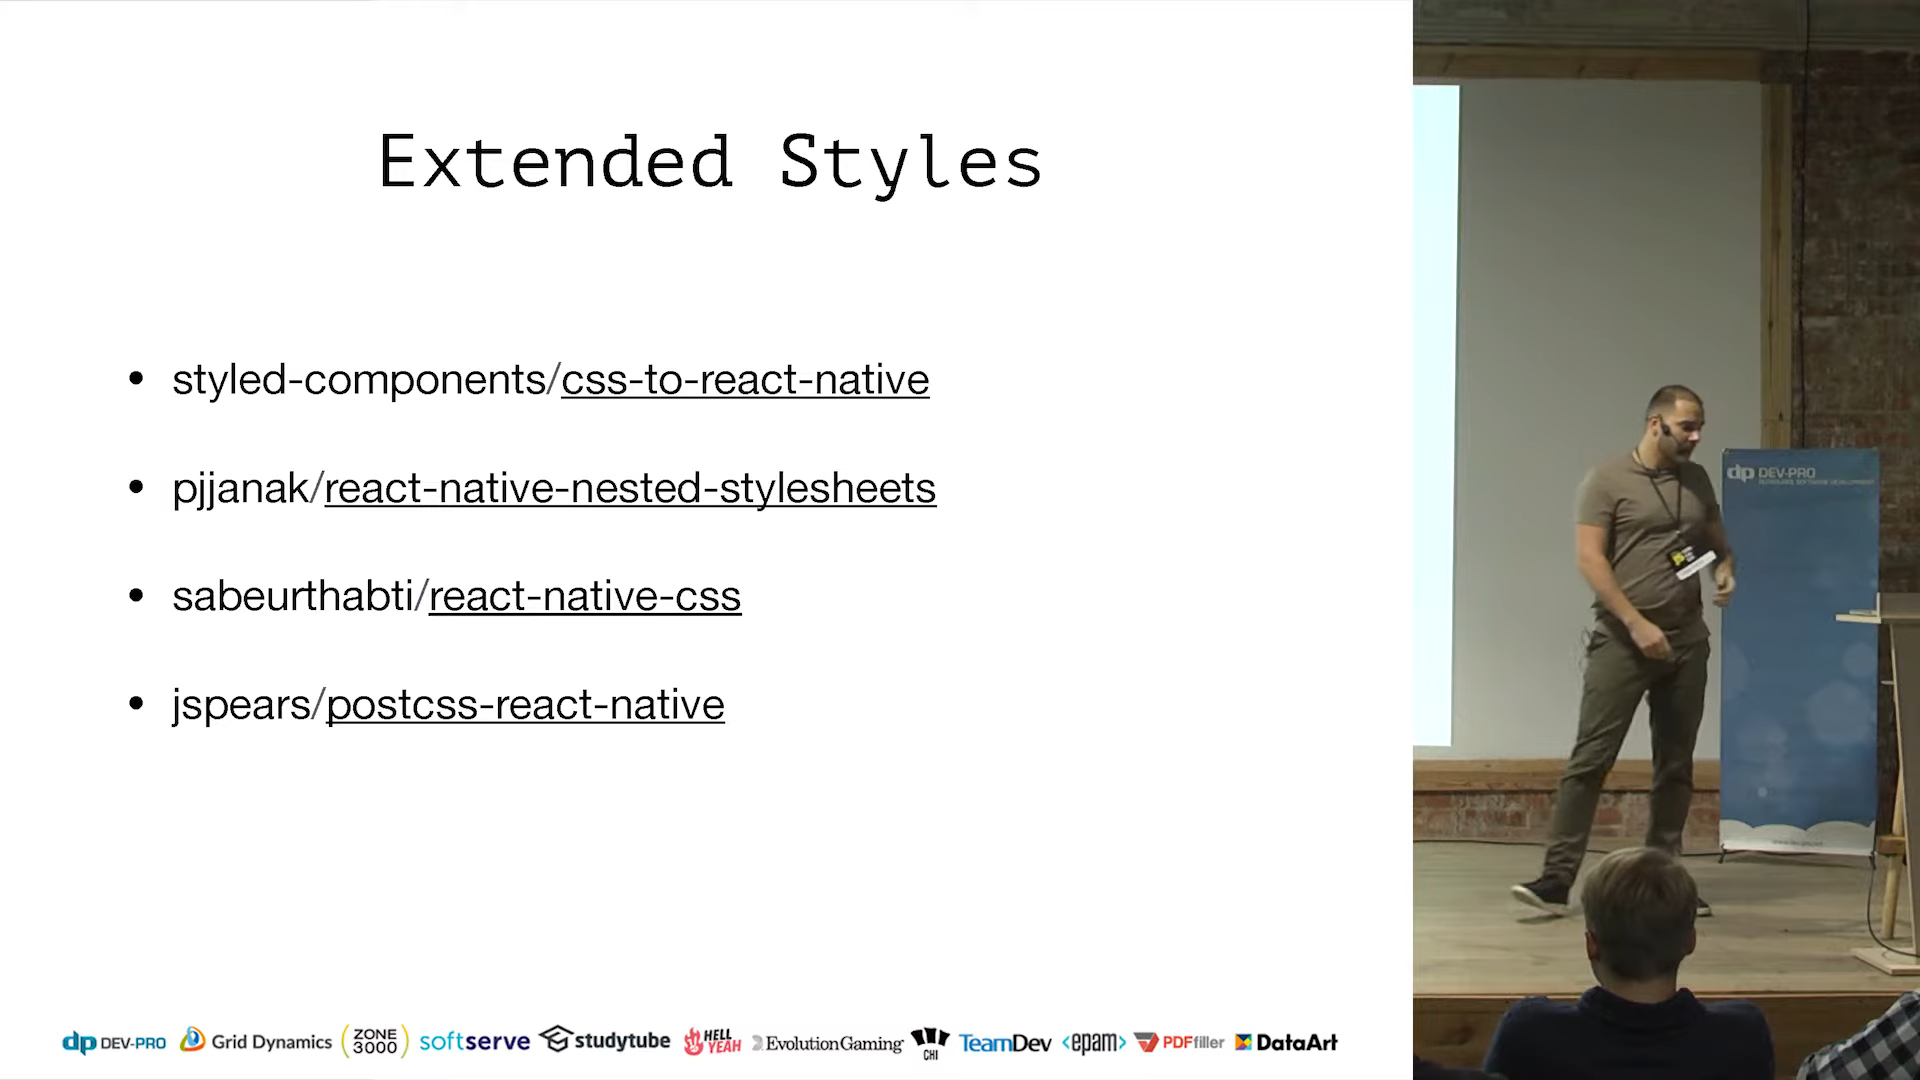 Extended Styles
• styled-components/css-to-react-native
• pjjanak/react-native-nested-stylesheets
• sabeurthabti/react-native-css
• jspears/postcss-react-native
dp DEV-PRO Grid Dynamics ZONE 3000 softserve studytube HELL YEAH EvolutionGaming CHI TeamDev <epam> PDFfiller DataArt
dp DEV-PRO